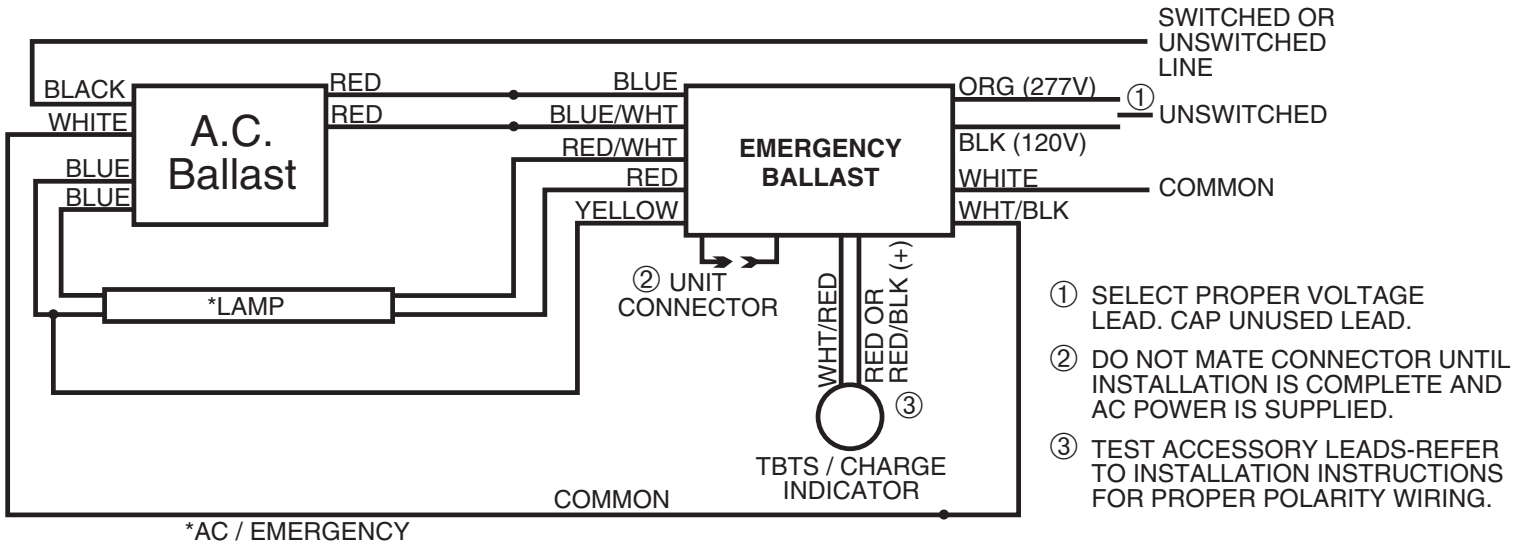 SWITCHED OR
UNSWITCHED
LINE
BLACK
RED
BLUE
ORG (277V)
①
UNSWITCHED
WHITE
RED
BLUE/WHT
A.C.
Ballast
RED/WHT
EMERGENCY
BALLAST
BLK (120V)
BLUE
RED
WHITE
COMMON
BLUE
YELLOW
WHT/BLK
② UNIT
CONNECTOR
*LAMP
WHT/RED
RED OR
RED/BLK (+)
③
TBTS / CHARGE
INDICATOR
① SELECT PROPER VOLTAGE
LEAD. CAP UNUSED LEAD.
② DO NOT MATE CONNECTOR UNTIL
INSTALLATION IS COMPLETE AND
AC POWER IS SUPPLIED.
③ TEST ACCESSORY LEADS-REFER
TO INSTALLATION INSTRUCTIONS
FOR PROPER POLARITY WIRING.
COMMON
*AC / EMERGENCY